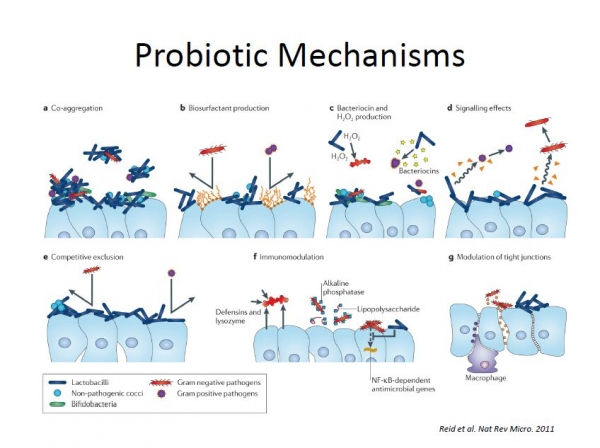 Probiotic Mechanisms
a Co-aggregation
b Biosurfactant production
c Bacteriocin and
H₂O₂ production
d Signalling effects
H₂O₂
H₂O₂
Bacteriocins
e Competitive exclusion
f Immunomodulation
g Modulation of tight junctions
Alkaline
phosphatase
Defensins and
lysozyme
Lipopolysaccharide
NF-κB-dependent
antimicrobial genes
Macrophage
Lactobacilli
Gram negative pathogens
Non-pathogenic cocci
Gram positive pathogens
Bifidobacteria
Reid et al. Nat Rev Micro. 2011